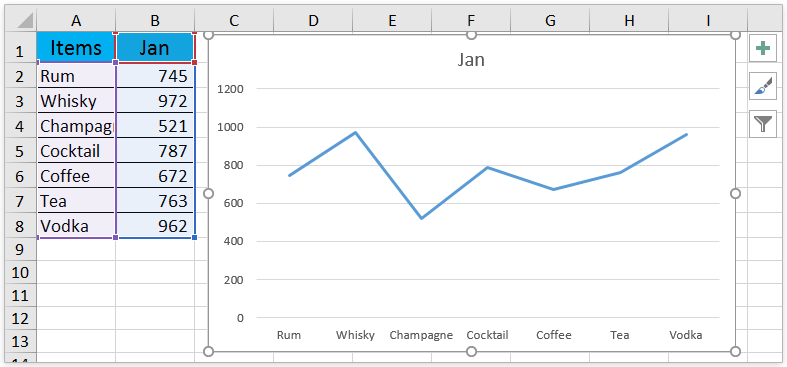 A B C D E F G H I
1 Items Jan
2 Rum 745
3 Whisky 972
4 Champagn 521
5 Cocktail 787
6 Coffee 672
7 Tea 763
8 Vodka 962
9
10
11
12
13
Jan
1200
1000
800
600
400
200
0
Rum Whisky Champagne Cocktail Coffee Tea Vodka